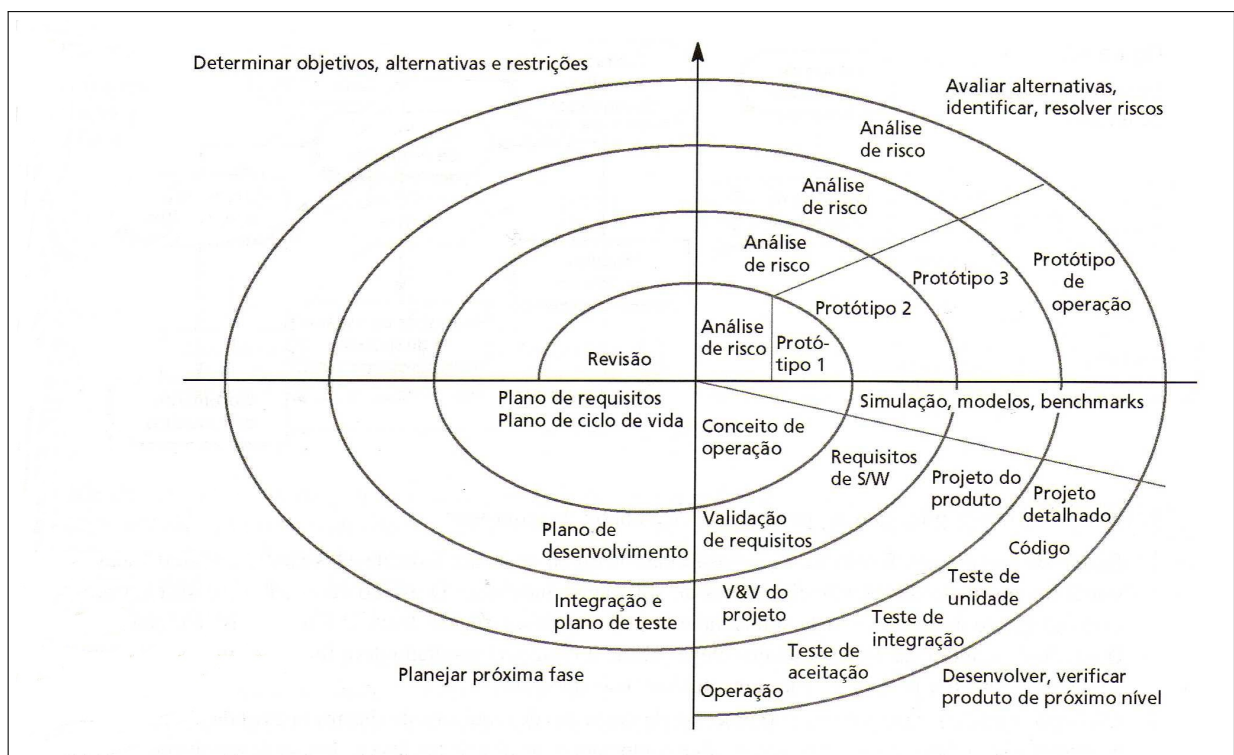 Determinar objetivos, alternativas e restrições
Avaliar alternativas,
identificar, resolver riscos
Análise
de risco
Análise
de risco
Análise
de risco
Análise
de risco
Protó-
tipo 1
Protótipo 2
Protótipo 3
Protótipo
de
operação
Revisão
Plano de requisitos
Plano de ciclo de vida
Simulação, modelos, benchmarks
Conceito de
operação
Requisitos
de S/W
Projeto do
produto
Projeto
detalhado
Código
Teste de
unidade
Teste de
integração
Teste de
aceitação
Operação
Validação
de requisitos
V&V do
projeto
Plano de
desenvolvimento
Integração e
plano de teste
Planejar próxima fase
Desenvolver, verificar
produto de próximo nível